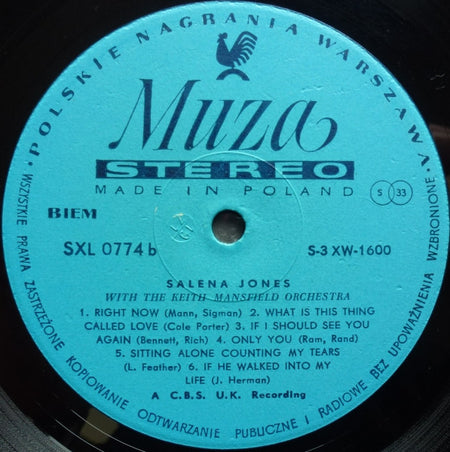 POLSKIE NAGRANIA WARSZAWA
Muza
STEREO
MADE IN POLAND
S 33
BIEM
SXL 0774 b
S-3 XW-1600
SALENA JONES
WITH THE KEITH MANSFIELD ORCHESTRA
1. RIGHT NOW (Mann, Sigman) 2. WHAT IS THIS THING
CALLED LOVE (Cole Porter) 3. IF I SHOULD SEE YOU
AGAIN (Bennett, Rich) 4. ONLY YOU (Ram, Rand)
5. SITTING ALONE COUNTING MY TEARS
(L. Feather) 6. IF HE WALKED INTO MY
LIFE (J. Herman)
A C.B.S. U.K. Recording
WSZYSTKIE PRAWA ZASTRZEŻONE KOPIOWANIE ODTWARZANIE PUBLICZNE I RADIOWE BEZ UPOWAŻNIENIA WZBRONIONE